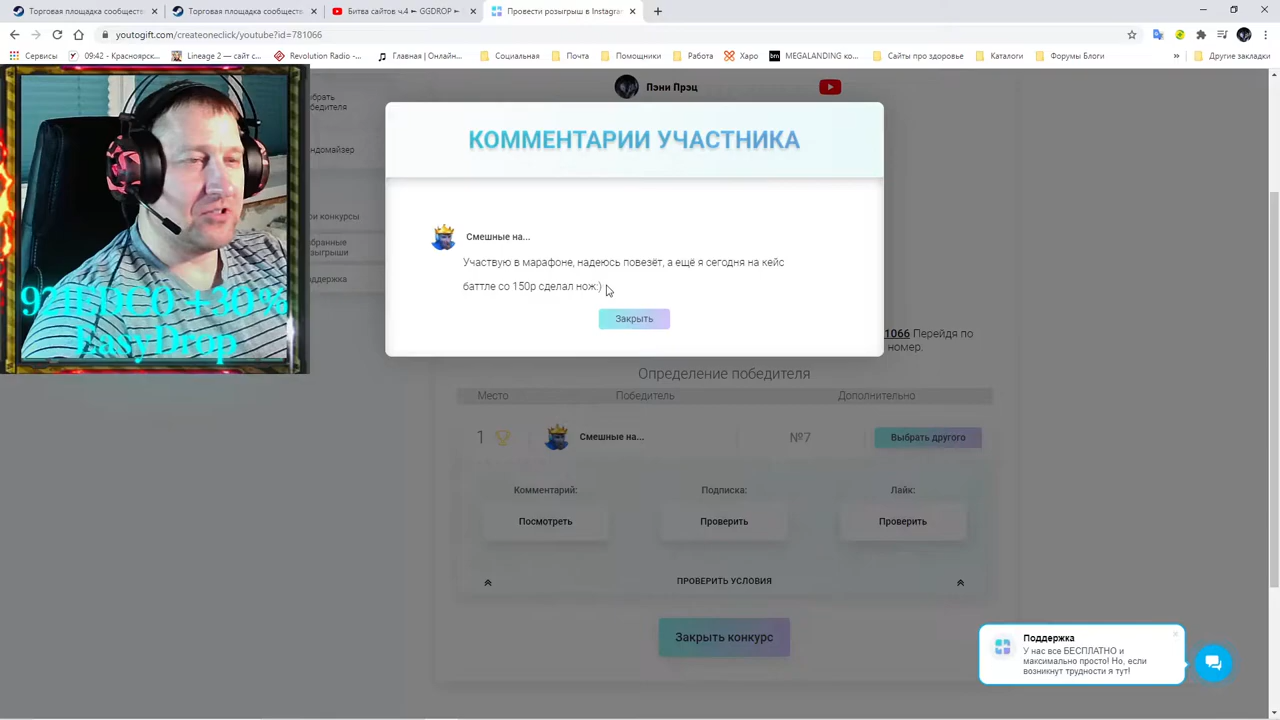 Торговая площадка сообществ
Торговая площадка сообществ
Битва сайтов ч.4 ► GGDROP ►
Провести розыгрыш в Instagra
youtogift.com/createoneclick/youtube?id=781066
Сервисы
09:42 - Красноярск...
Lineage 2 — сайт с...
Revolution Radio -...
Главная | Онлайн...
Социальная
Почта
Помощники
Работа
Харо
MEGALANDING ко...
Сайты про здоровье
Каталоги
Форумы Блоги
»
Другие закладки
Пэни Прэц
КОММЕНТАРИИ УЧАСТНИКА
Смешные на...
Участвую в марафоне, надеюсь повезёт, а ещё я сегодня на кейс
баттле со 150р сделал нож:)
Закрыть
1066 Перейдя по
номер.
Определение победителя
Место
Победитель
Дополнительно
1
Смешные на...
№7
Выбрать другого
Комментарий:
Подписка:
Лайк:
Посмотреть
Проверить
Проверить
ПРОВЕРИТЬ УСЛОВИЯ
Закрыть конкурс
Поддержка
У нас все БЕСПЛАТНО и
максимально просто! Но, если
возникнут трудности я тут!
EasyDrop